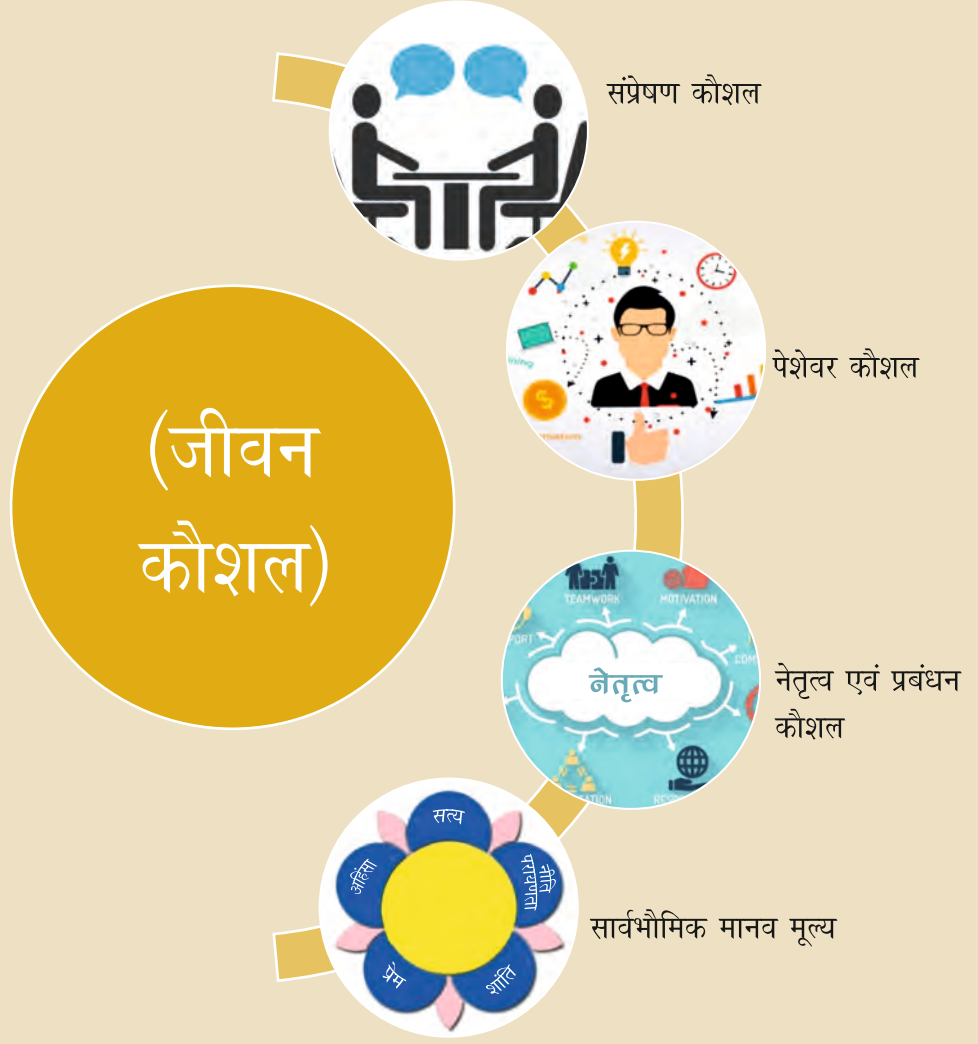 संप्रेषण कौशल
पेशेवर कौशल
(जीवन
कौशल)
TEAMWORK
MOTIVATION
नेतृत्व
नेतृत्व एवं प्रबंधन
कौशल
सत्य
अहिंसा
नीति
परायणता
प्रेम
शांति
सार्वभौमिक मानव मूल्य